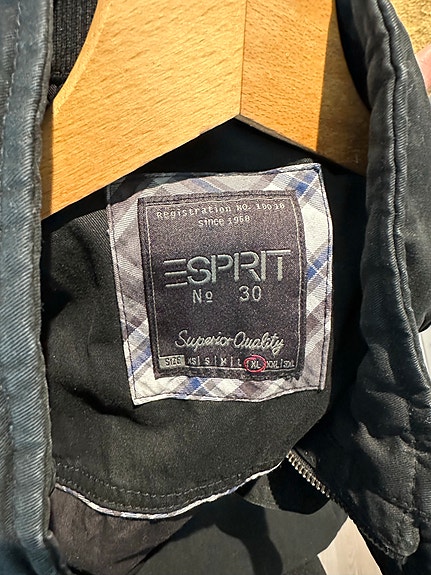 Registration NO. 10030
Since 1968
ESPRIT
No 30
Superior Quality
SIZE XS| S | M | L | XL |XXL|3XL